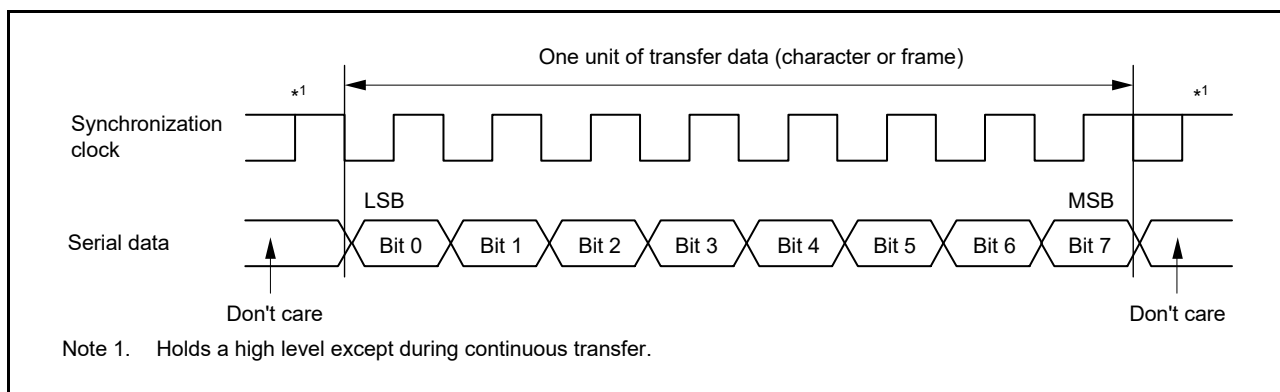 One unit of transfer data (character or frame)
*1
*1
Synchronization
clock
LSB
MSB
Serial data
Bit 0
Bit 1
Bit 2
Bit 3
Bit 4
Bit 5
Bit 6
Bit 7
Don't care
Don't care
Note 1. Holds a high level except during continuous transfer.